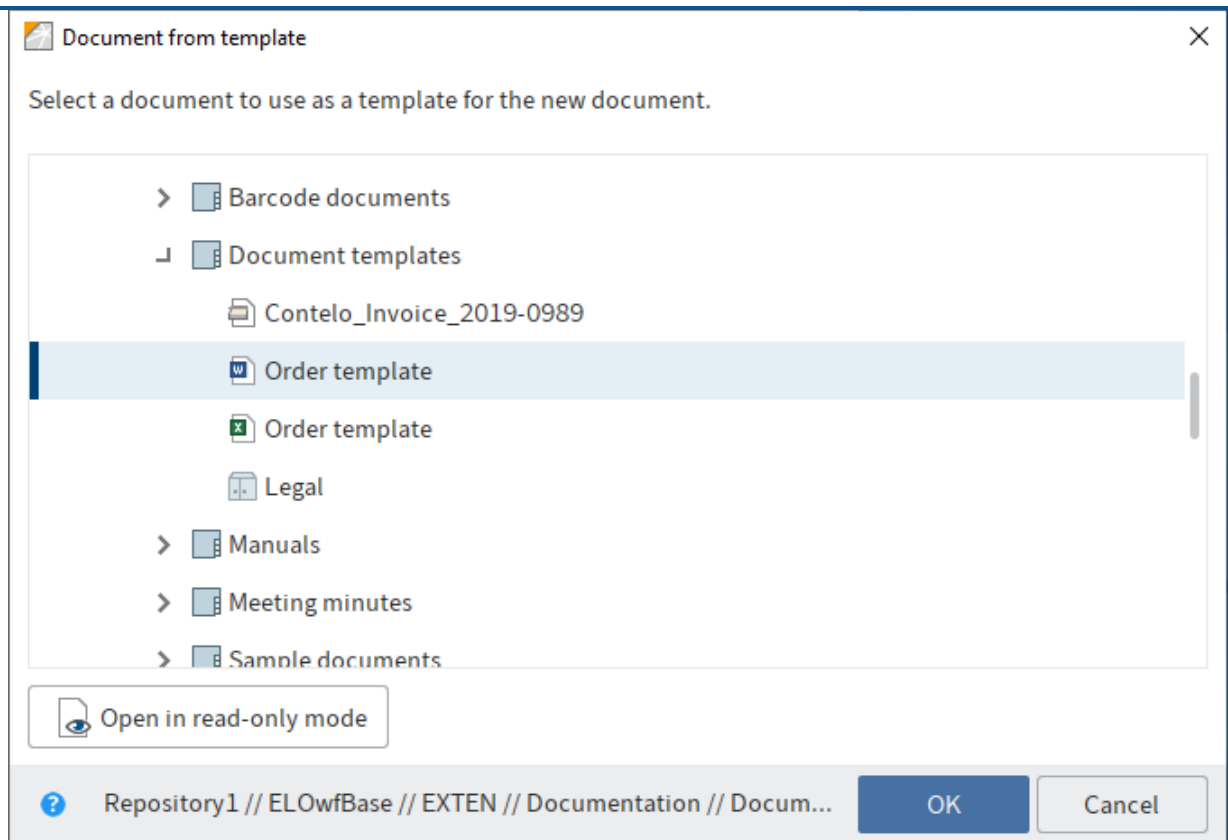 Document from template
Select a document to use as a template for the new document.
Barcode documents
Document templates
Contelo_Invoice_2019-0989
Order template
Order template
Legal
Manuals
Meeting minutes
Sample documents
Open in read-only mode
Repository1 // ELOwfBase // EXTEN // Documentation // Docum... OK Cancel